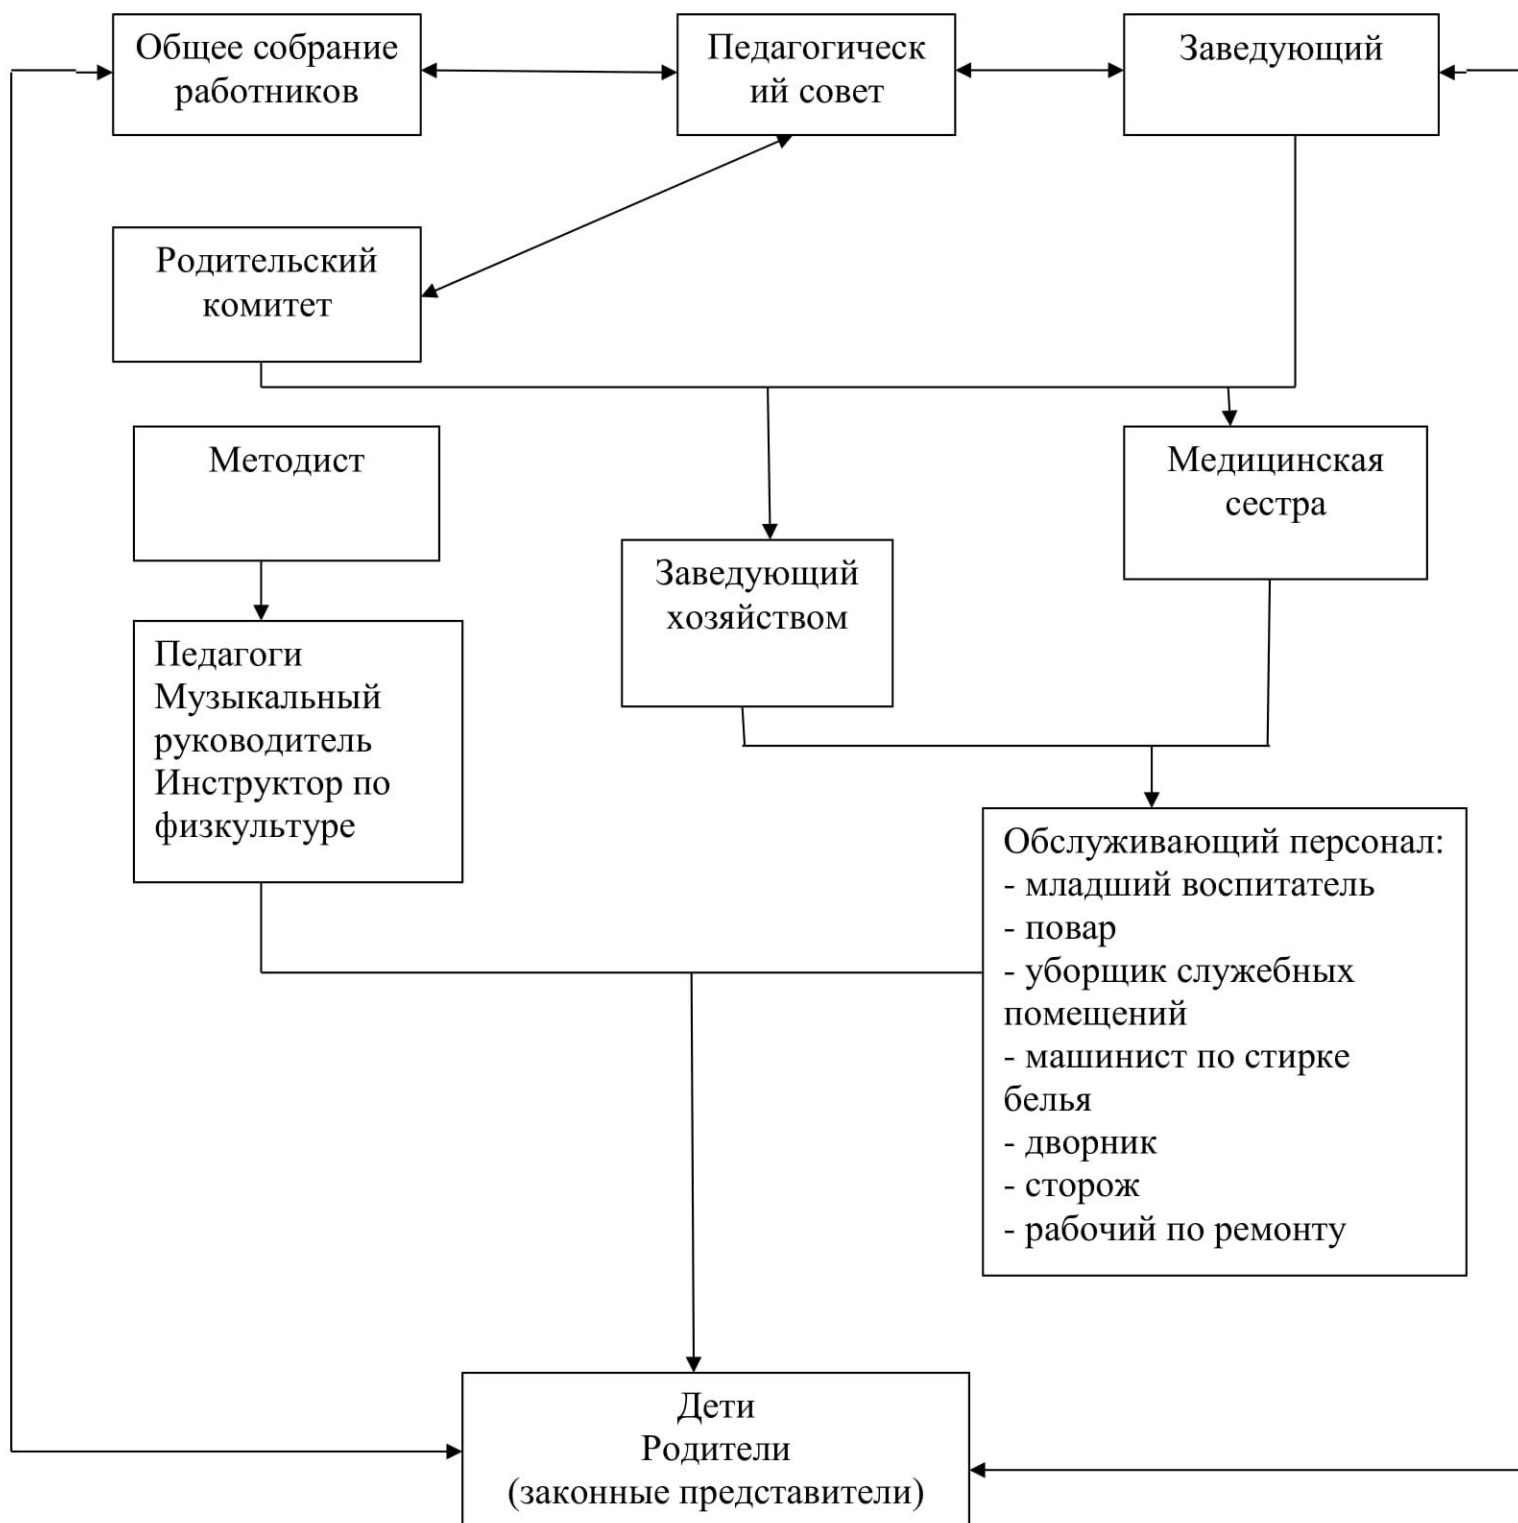 Общее собрание
работников
Педагогическ
ий совет
Заведующий
Родительский
комитет
Методист
Медицинская
сестра
Заведующий
хозяйством
Педагоги
Музыкальный
руководитель
Инструктор по
физкультуре
Обслуживающий персонал:
- младший воспитатель
- повар
- уборщик служебных
помещений
- машинист по стирке
белья
- дворник
- сторож
- рабочий по ремонту
Дети
Родители
(законные представители)